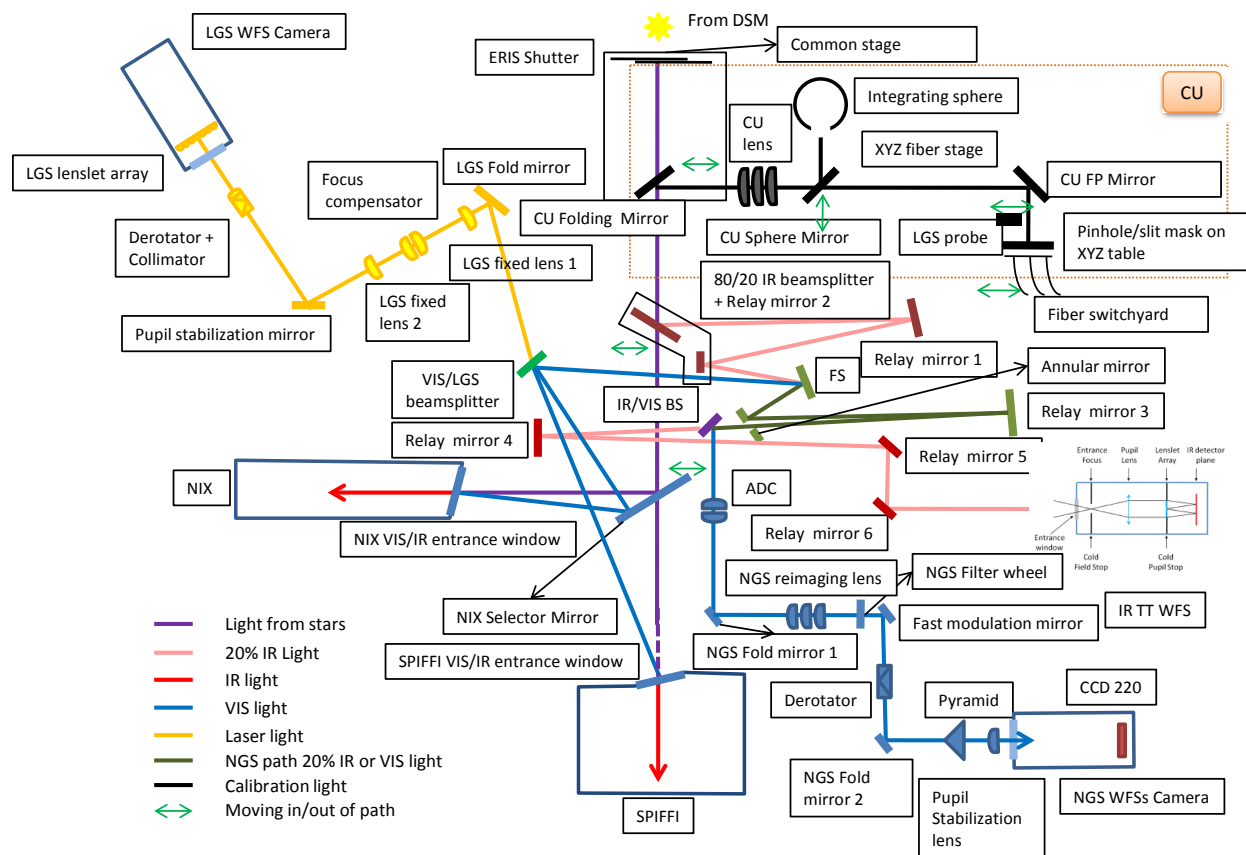 From DSM
LGS WFS Camera
ERIS Shutter
Common stage
CU
Integrating sphere
CU
lens
XYZ fiber stage
LGS lenslet array
LGS Fold mirror
Focus
compensator
CU FP Mirror
CU Folding Mirror
Derotator +
Collimator
CU Sphere Mirror
LGS probe
Pinhole/slit mask on
XYZ table
LGS fixed lens 1
80/20 IR beamsplitter
+ Relay mirror 2
LGS fixed
lens 2
Fiber switchyard
Pupil stabilization mirror
Relay mirror 1
Annular mirror
VIS/LGS
beamsplitter
FS
IR/VIS BS
Relay mirror 3
Relay mirror 4
Relay mirror 5
Entrance
Focus
Pupil
Lens
Lenslet
Array
IR detector
plane
NIX
ADC
Relay mirror 6
Entrance
window
Cold
Field Stop
Cold
Pupil Stop
NIX VIS/IR entrance window
NGS reimaging lens
NGS Filter wheel
NIX Selector Mirror
IR TT WFS
Fast modulation mirror
Light from stars
20% IR Light
IR light
VIS light
Laser light
NGS path 20% IR or VIS light
Calibration light
Moving in/out of path
SPIFFI VIS/IR entrance window
NGS Fold mirror 1
Derotator
Pyramid
CCD 220
NGS Fold
mirror 2
Pupil
Stabilization
lens
NGS WFSs Camera
SPIFFI